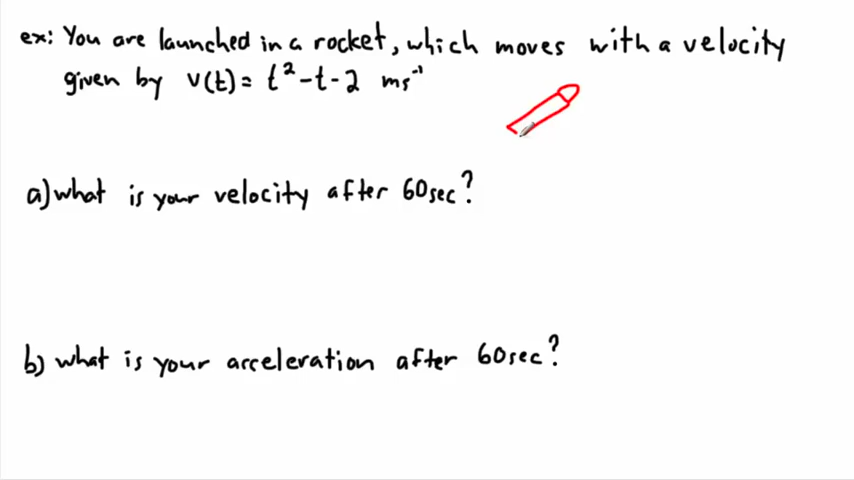 ex: You are launched in a rocket, which moves with a velocity
given by v(t) = t² - t - 2 ms⁻¹
a) what is your velocity after 60sec?
b) what is your acceleration after 60sec?